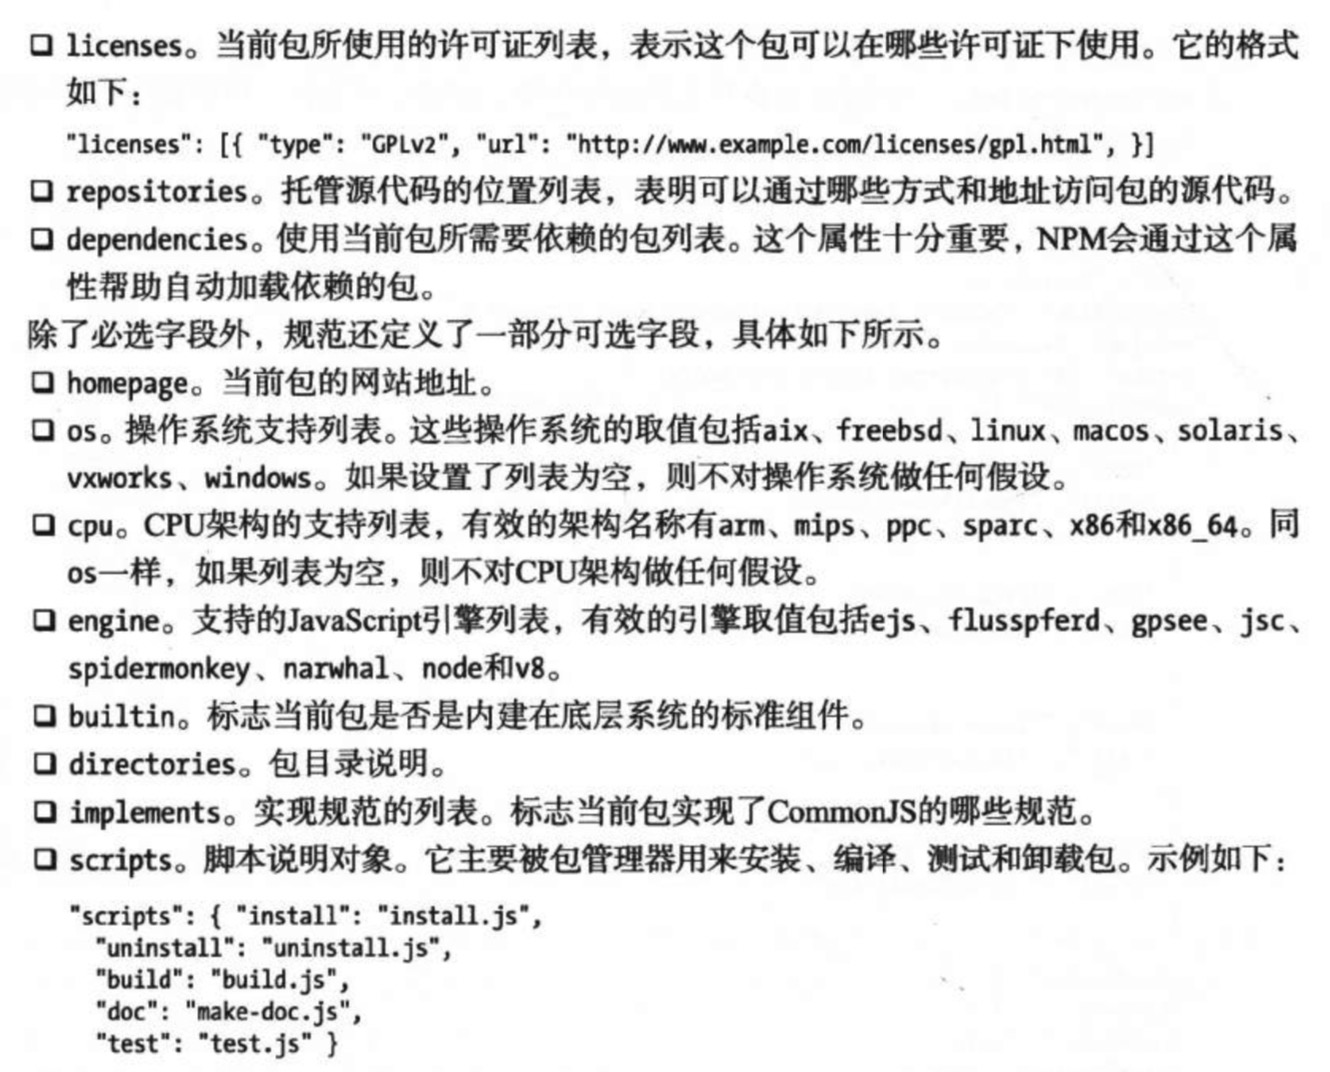 ❑ licenses。当前包所使用的许可证列表，表示这个包可以在哪些许可证下使用。它的格式
如下：
"licenses": [{ "type": "GPLv2", "url": "http://www.example.com/licenses/gpl.html", }]
❑ repositories。托管源代码的位置列表，表明可以通过哪些方式和地址访问包的源代码。
❑ dependencies。使用当前包所需要依赖的包列表。这个属性十分重要，NPM会通过这个属
性帮助自动加载依赖的包。
除了必选字段外，规范还定义了一部分可选字段，具体如下所示。
❑ homepage。当前包的网站地址。
❑ os。操作系统支持列表。这些操作系统的取值包括aix、freebsd、linux、macos、solaris、
vxworks、windows。如果设置了列表为空，则不对操作系统做任何假设。
❑ cpu。CPU架构的支持列表，有效的架构名称有arm、mips、ppc、sparc、x86和x86_64。同
os一样，如果列表为空，则不对CPU架构做任何假设。
❑ engine。支持的JavaScript引擎列表，有效的引擎取值包括ejs、flusspferd、gpsee、jsc、
spidermonkey、narwhal、node和v8。
❑ builtin。标志当前包是否是内建在底层系统的标准组件。
❑ directories。包目录说明。
❑ implements。实现规范的列表。标志当前包实现了CommonJS的哪些规范。
❑ scripts。脚本说明对象。它主要被包管理器用来安装、编译、测试和卸载包。示例如下：
"scripts": { "install": "install.js",
"uninstall": "uninstall.js",
"build": "build.js",
"doc": "make-doc.js",
"test": "test.js" }